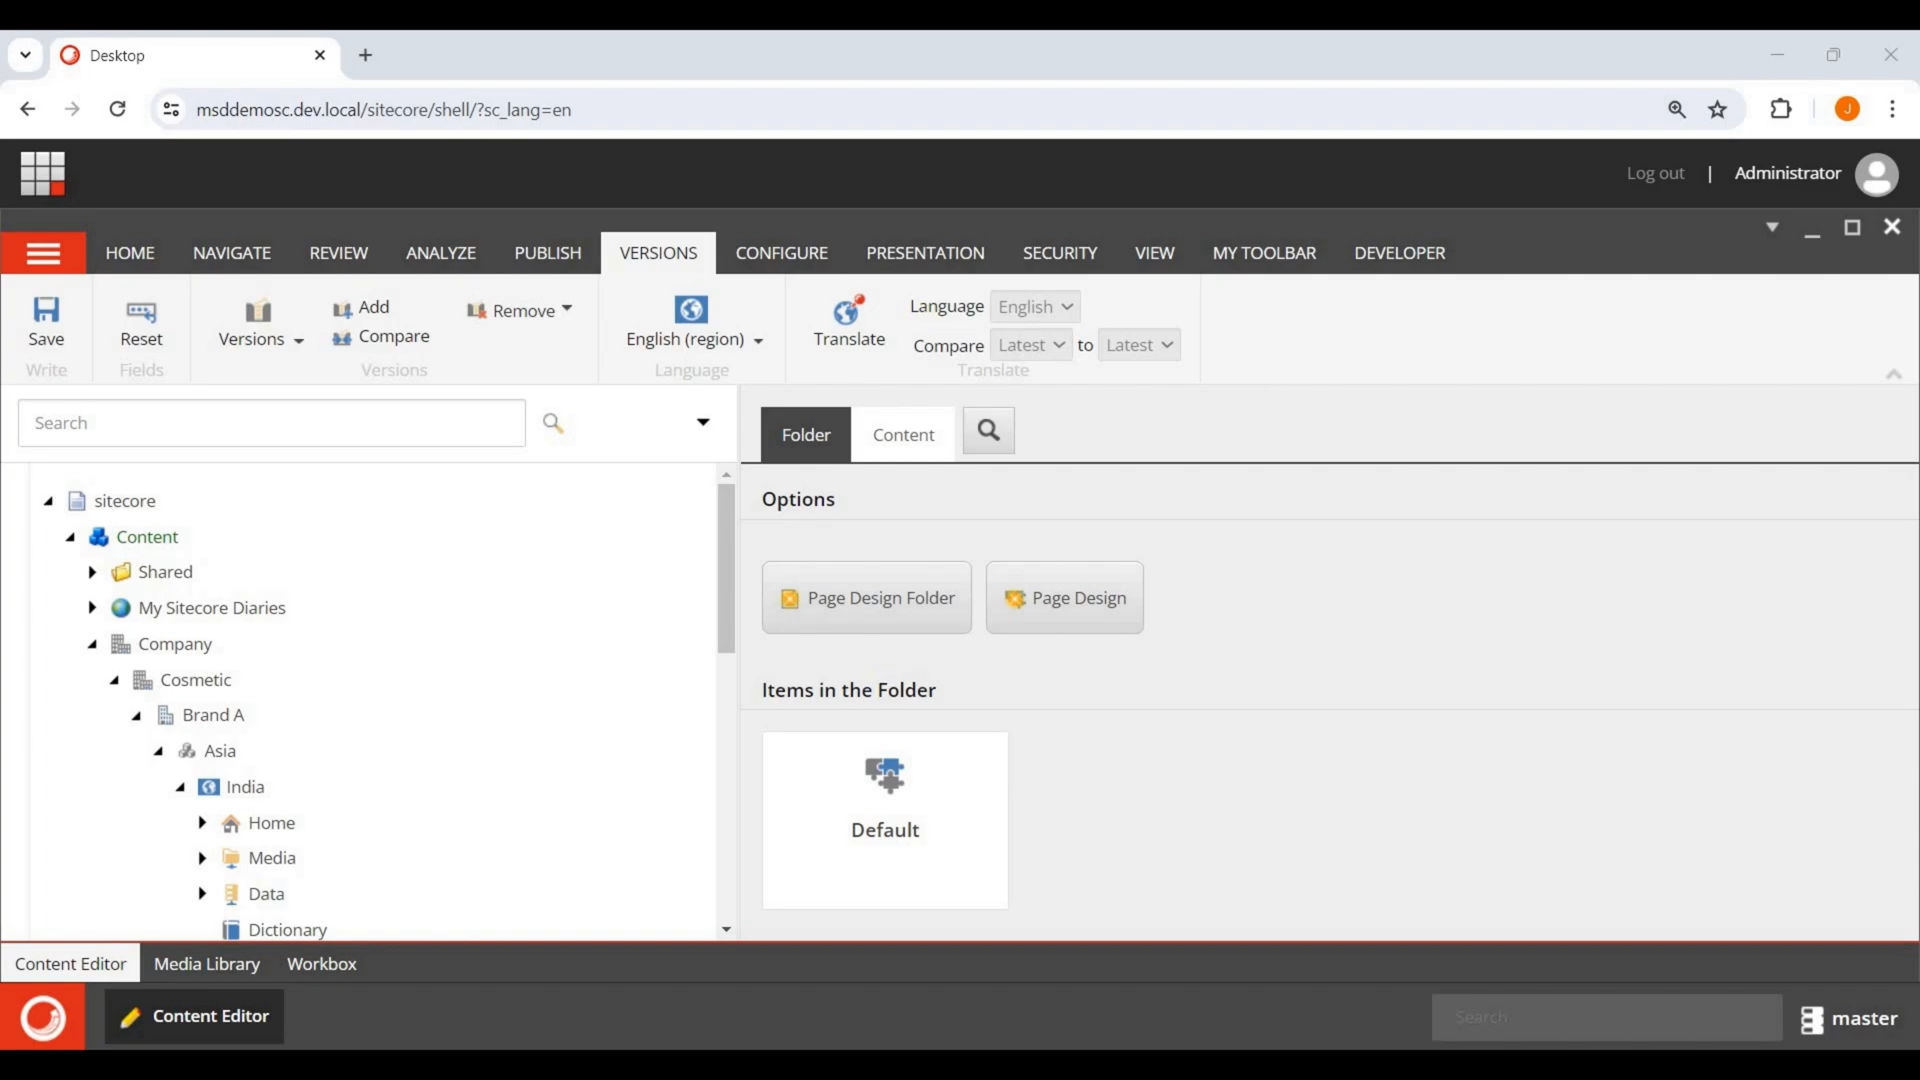 Desktop
msddemosc.dev.local/sitecore/shell/?sc_lang=en
J
Log out | Administrator
HOME NAVIGATE REVIEW ANALYZE PUBLISH VERSIONS CONFIGURE PRESENTATION SECURITY VIEW MY TOOLBAR DEVELOPER
Save
Write
Reset
Fields
Versions
Add
Compare
Remove
Versions
English (region)
Language
Translate
Language English
Compare Latest to Latest
Translate
Search
Folder Content
sitecore
Content
Shared
My Sitecore Diaries
Company
Cosmetic
Brand A
Asia
India
Home
Media
Data
Dictionary
Options
Page Design Folder Page Design
Items in the Folder
Default
Content Editor Media Library Workbox
Content Editor
Search
master